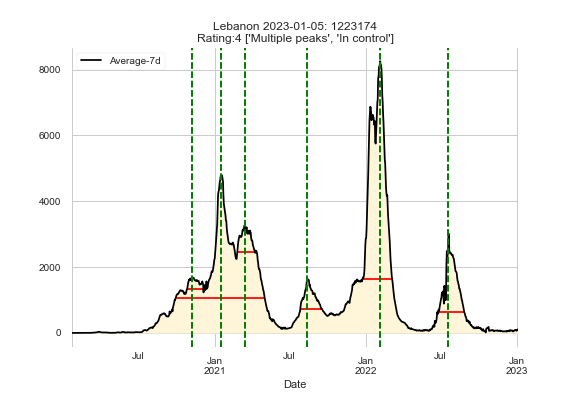 Lebanon 2023-01-05: 1223174
Rating:4 ['Multiple peaks', 'In control']
Average-7d
8000
6000
4000
2000
0
Jul
Jan
2021
Jul
Jan
2022
Jul
Jan
2023
Date